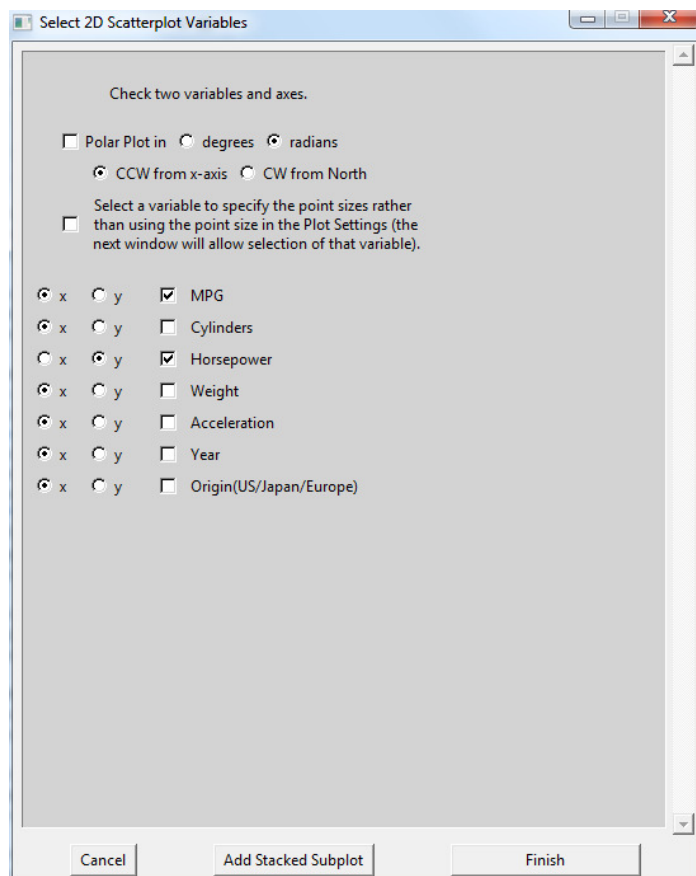 Select 2D Scatterplot Variables
Check two variables and axes.
Polar Plot in degrees radians
CCW from x-axis CW from North
Select a variable to specify the point sizes rather
than using the point size in the Plot Settings (the
next window will allow selection of that variable).
x y MPG
x y Cylinders
x y Horsepower
x y Weight
x y Acceleration
x y Year
x y Origin(US/Japan/Europe)
Cancel Add Stacked Subplot Finish